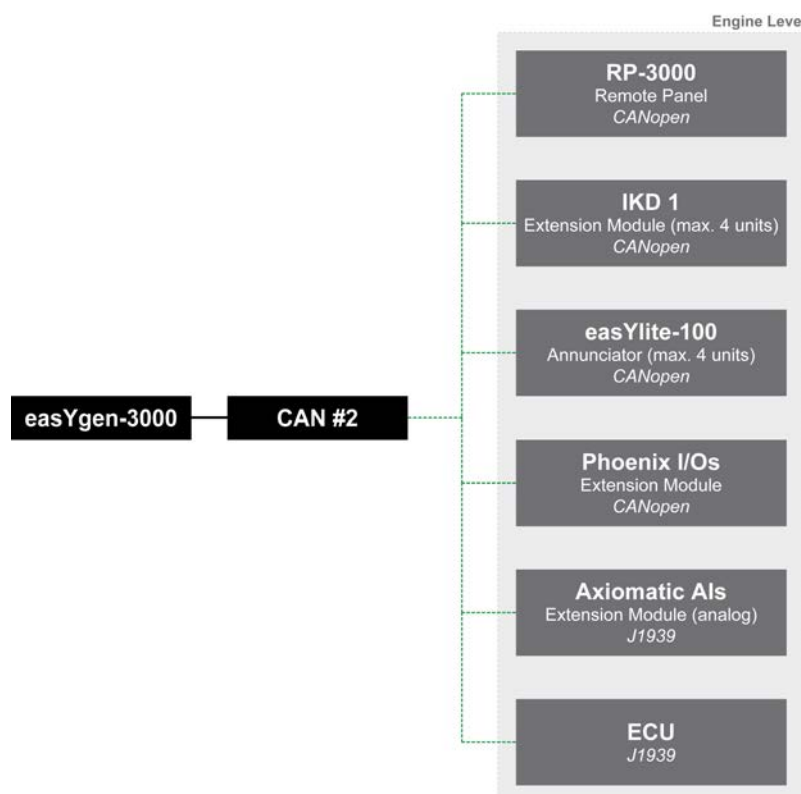 Engine Leve
RP-3000
Remote Panel
CANopen
IKD 1
Extension Module (max. 4 units)
CANopen
easYlite-100
Annunciator (max. 4 units)
CANopen
easYgen-3000
CAN #2
Phoenix I/Os
Extension Module
CANopen
Axiomatic AIs
Extension Module (analog)
J1939
ECU
J1939